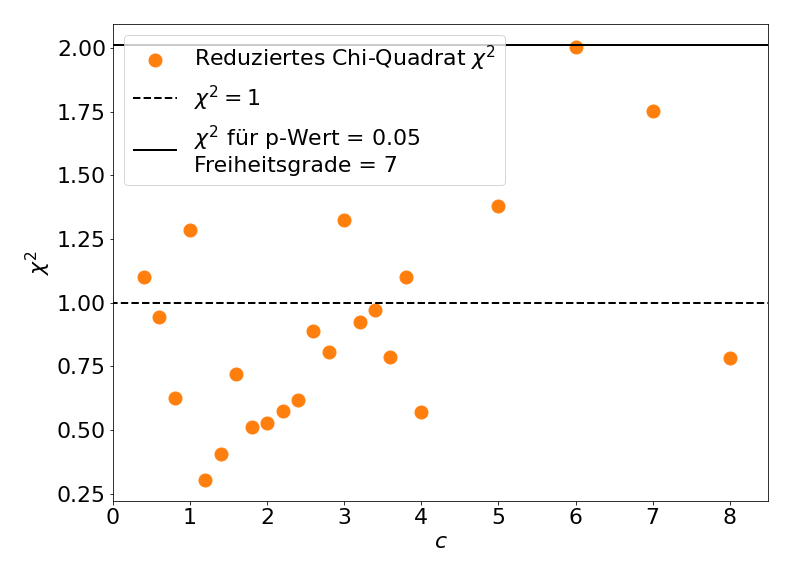 2.00
1.75
1.50
1.25
1.00
0.75
0.50
0.25
χ²
Reduziertes Chi-Quadrat χ²
χ² = 1
χ² für p-Wert = 0.05
Freiheitsgrade = 7
0 1 2 3 4 5 6 7 8
c